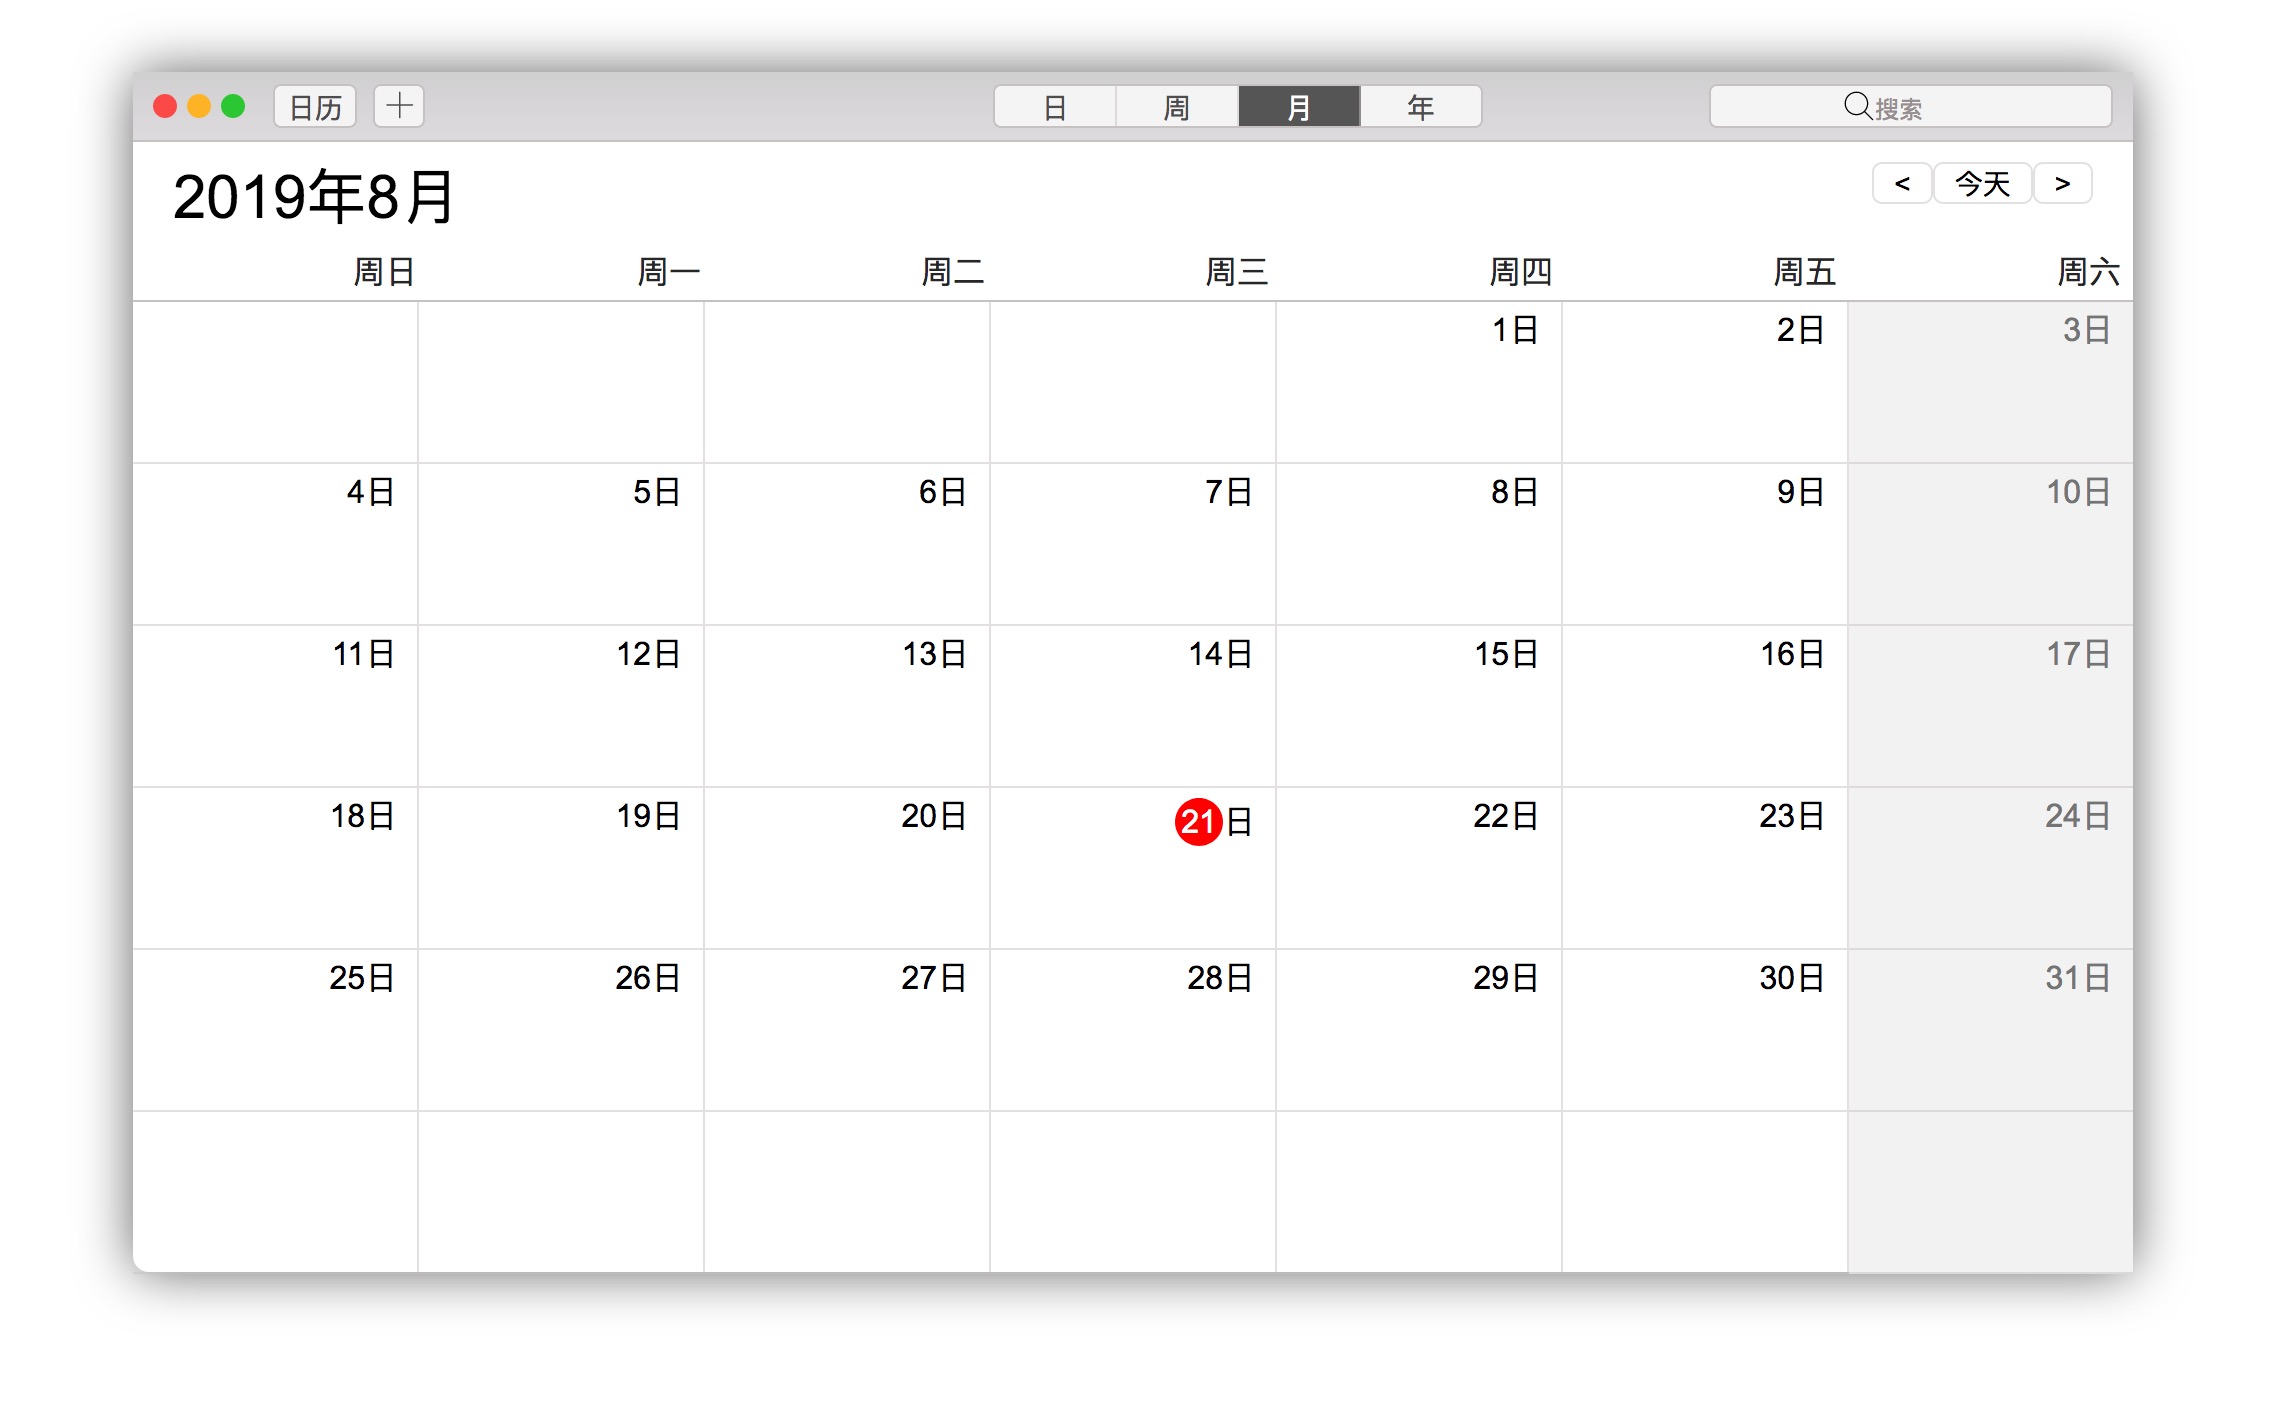 日历 + 日 周 月 年 搜索
2019年8月 < 今天 >
周日 周一 周二 周三 周四 周五 周六
1日 2日 3日
4日 5日 6日 7日 8日 9日 10日
11日 12日 13日 14日 15日 16日 17日
18日 19日 20日 21日 22日 23日 24日
25日 26日 27日 28日 29日 30日 31日